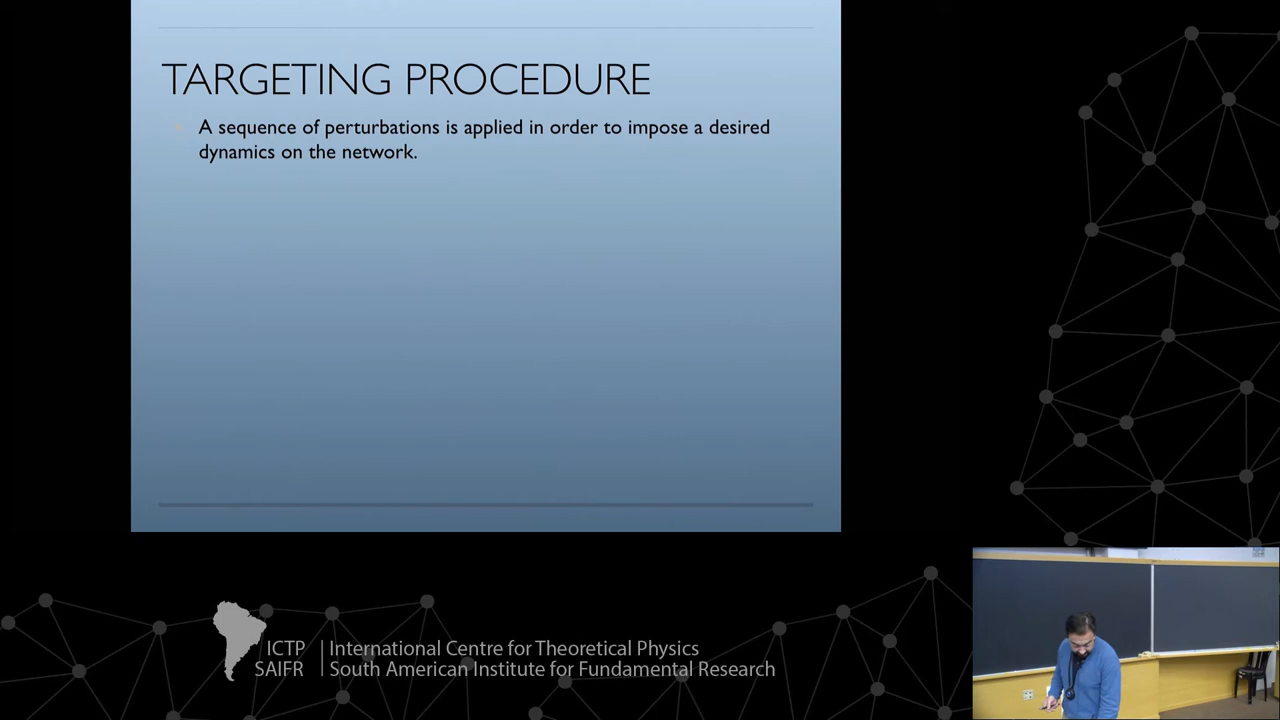 TARGETING PROCEDURE
A sequence of perturbations is applied in order to impose a desired
dynamics on the network.
ICTP
SAIFR
International Centre for Theoretical Physics
South American Institute for Fundamental Research